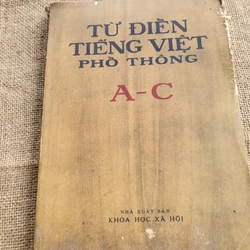 TỪ ĐIỂN
TIẾNG VIỆT
PHỔ THÔNG
A-C
NHÀ XUẤT BẢN
KHOA HỌC XÃ HỘI